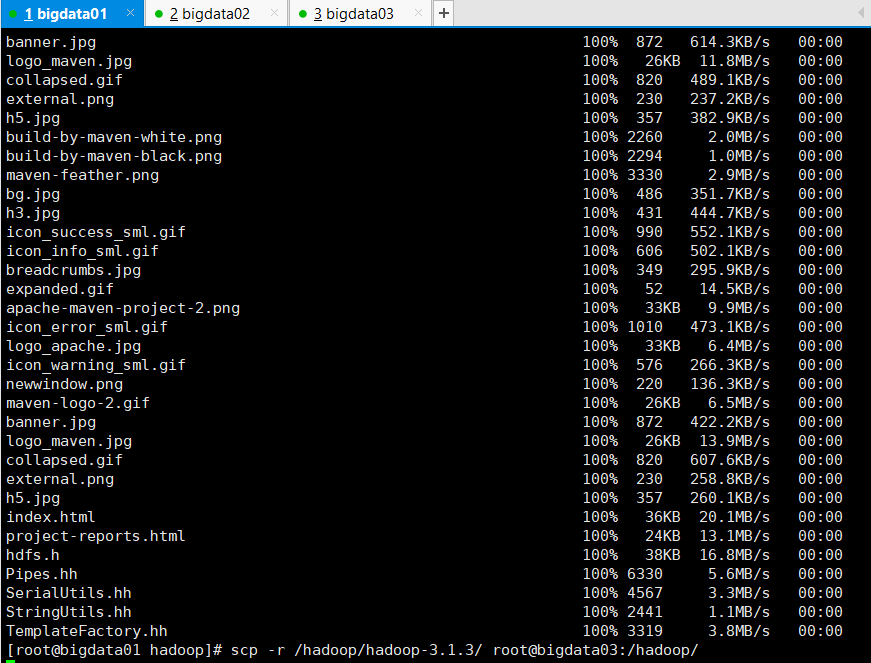 1 bigdata01 × 2 bigdata02 × 3 bigdata03 × +
banner.jpg 100% 872 614.3KB/s 00:00
logo_maven.jpg 100% 26KB 11.8MB/s 00:00
collapsed.gif 100% 820 489.1KB/s 00:00
external.png 100% 230 237.2KB/s 00:00
h5.jpg 100% 357 382.9KB/s 00:00
build-by-maven-white.png 100% 2260 2.0MB/s 00:00
build-by-maven-black.png 100% 2294 1.0MB/s 00:00
maven-feather.png 100% 3330 2.9MB/s 00:00
bg.jpg 100% 486 351.7KB/s 00:00
h3.jpg 100% 431 444.7KB/s 00:00
icon_success_sml.gif 100% 990 552.1KB/s 00:00
icon_info_sml.gif 100% 606 502.1KB/s 00:00
breadcrumbs.jpg 100% 349 295.9KB/s 00:00
expanded.gif 100% 52 14.5KB/s 00:00
apache-maven-project-2.png 100% 33KB 9.9MB/s 00:00
icon_error_sml.gif 100% 1010 473.1KB/s 00:00
logo_apache.jpg 100% 33KB 6.4MB/s 00:00
icon_warning_sml.gif 100% 576 266.3KB/s 00:00
newwindow.png 100% 220 136.3KB/s 00:00
maven-logo-2.gif 100% 26KB 6.5MB/s 00:00
banner.jpg 100% 872 422.2KB/s 00:00
logo_maven.jpg 100% 26KB 13.9MB/s 00:00
collapsed.gif 100% 820 607.6KB/s 00:00
external.png 100% 230 258.8KB/s 00:00
h5.jpg 100% 357 260.1KB/s 00:00
index.html 100% 36KB 20.1MB/s 00:00
project-reports.html 100% 24KB 13.1MB/s 00:00
hdfs.h 100% 38KB 16.8MB/s 00:00
Pipes.hh 100% 6330 5.6MB/s 00:00
SerialUtils.hh 100% 4567 3.3MB/s 00:00
StringUtils.hh 100% 2441 1.1MB/s 00:00
TemplateFactory.hh 100% 3319 3.8MB/s 00:00
[root@bigdata01 hadoop]# scp -r /hadoop/hadoop-3.1.3/ root@bigdata03:/hadoop/